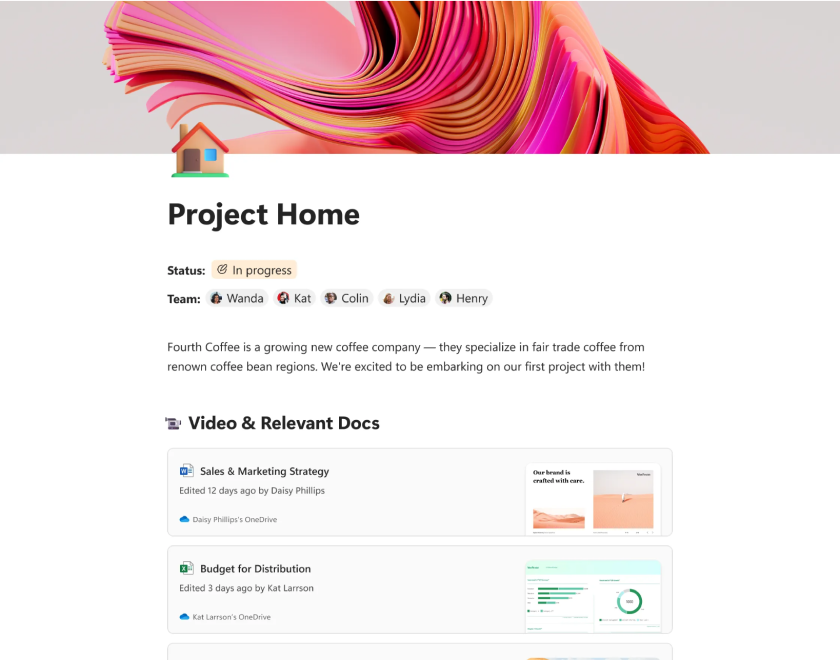 Project Home
Status: In progress
Team: Wanda Kat Colin Lydia Henry
Fourth Coffee is a growing new coffee company — they specialize in fair trade coffee from
renown coffee bean regions. We're excited to be embarking on our first project with them!
Video & Relevant Docs
Sales & Marketing Strategy
Edited 12 days ago by Daisy Phillips
Daisy Phillips's OneDrive
Our brand is
crafted with care.
Budget for Distribution
Edited 3 days ago by Kat Larrson
Kat Larrson's OneDrive